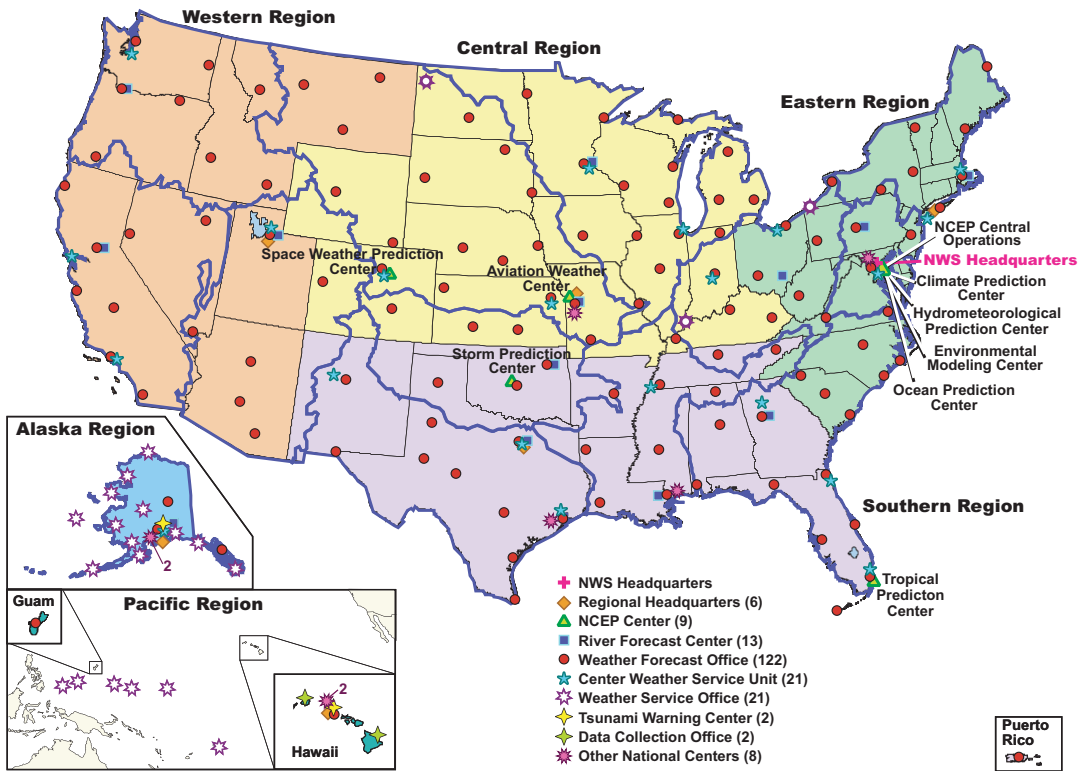 Western Region
Central Region
Eastern Region
NCEP Central
Operations
NWS Headquarters
Climate Prediction
Center
Hydrometeorological
Prediction Center
Environmental
Modeling Center
Ocean Prediction
Center
Space Weather Prediction
Center
Aviation Weather
Center
Storm Prediction
Center
Alaska Region
2
Southern Region
Tropical
Predicton
Center
Pacific Region
Guam
2
Hawaii
NWS Headquarters
Regional Headquarters (6)
NCEP Center (9)
River Forecast Center (13)
Weather Forecast Office (122)
Center Weather Service Unit (21)
Weather Service Office (21)
Tsunami Warning Center (2)
Data Collection Office (2)
Other National Centers (8)
Puerto
Rico